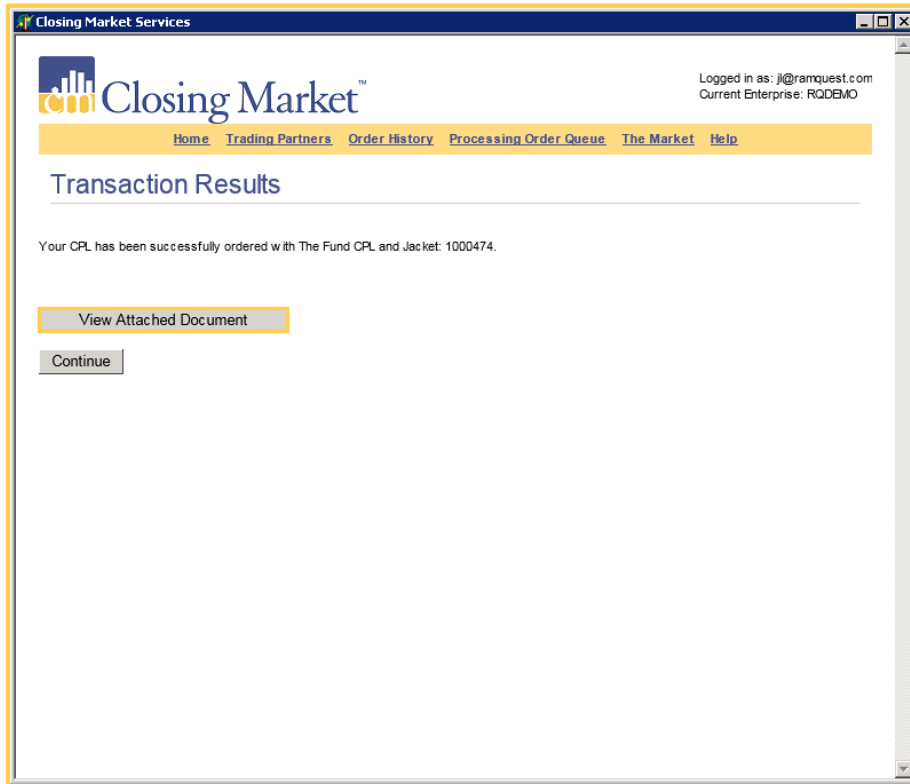 Closing Market Services
cm Closing Market™
Logged in as: jl@ramquest.com
Current Enterprise: RQDEMO
Home Trading Partners Order History Processing Order Queue The Market Help
Transaction Results
Your CPL has been successfully ordered with The Fund CPL and Jacket: 1000474.
View Attached Document
Continue